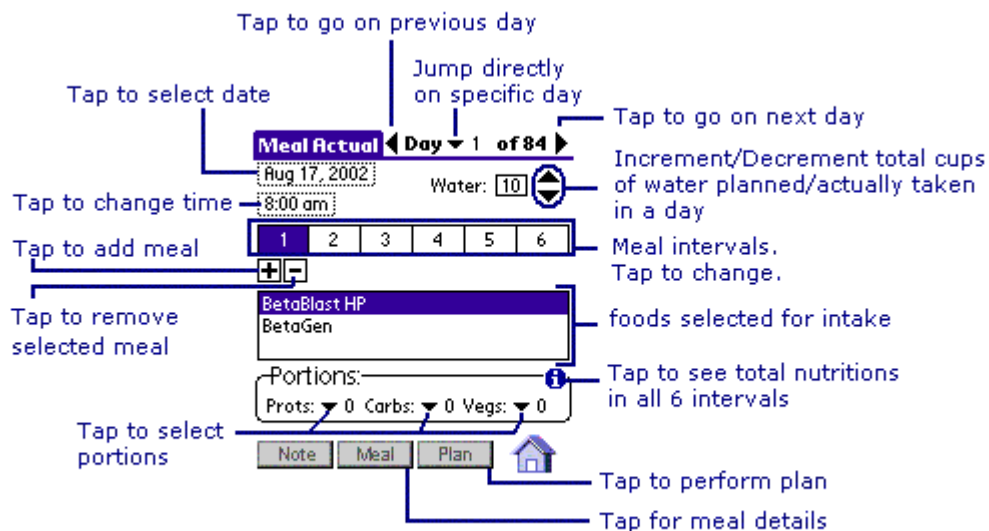 Tap to go on previous day
Jump directly
on specific day
Tap to select date
Tap to go on next day
Meal Actual Day 1 of 84
Aug 17, 2002
Water: 10
Increment/Decrement total cups
of water planned/actually taken
in a day
Tap to change time
8:00 am
1 2 3 4 5 6
Meal intervals.
Tap to change.
Tap to add meal
+ -
BetaBlast HP
BetaGen
Tap to remove
selected meal
foods selected for intake
Portions:
i
Tap to see total nutritions
in all 6 intervals
Prots: 0 Carbs: 0 Vegs: 0
Tap to select
portions
Note Meal Plan
Tap to perform plan
Tap for meal details